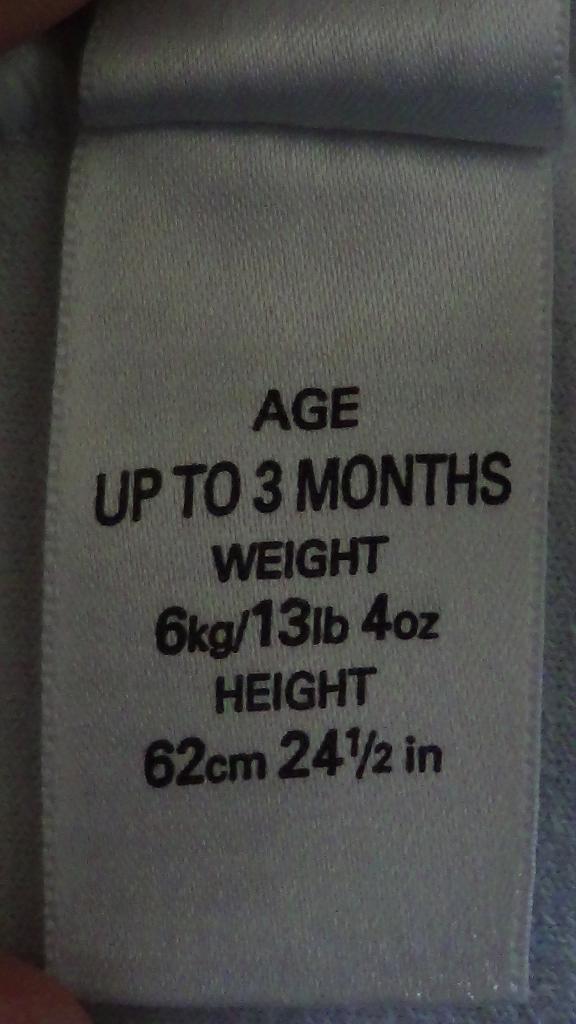 AGE
UP TO 3 MONTHS
WEIGHT
6kg/13lb 4oz
HEIGHT
62cm 24½ in